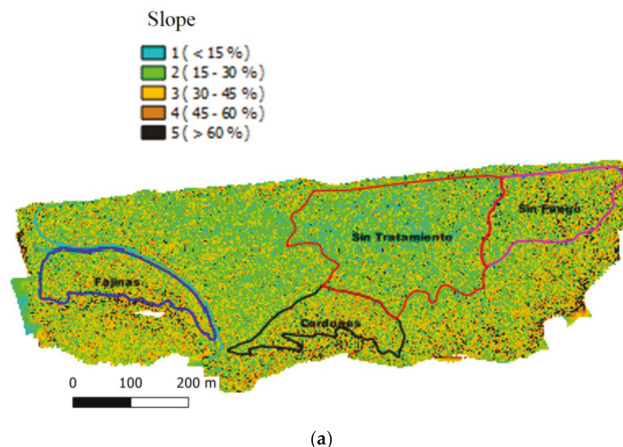 Slope
1 ( < 15 % )
2 ( 15 - 30 % )
3 ( 30 - 45 % )
4 ( 45 - 60 % )
5 ( > 60 % )
Sin Fuego
Sin Tratamiento
Fajinas
Cordones
0 100 200 m
(a)